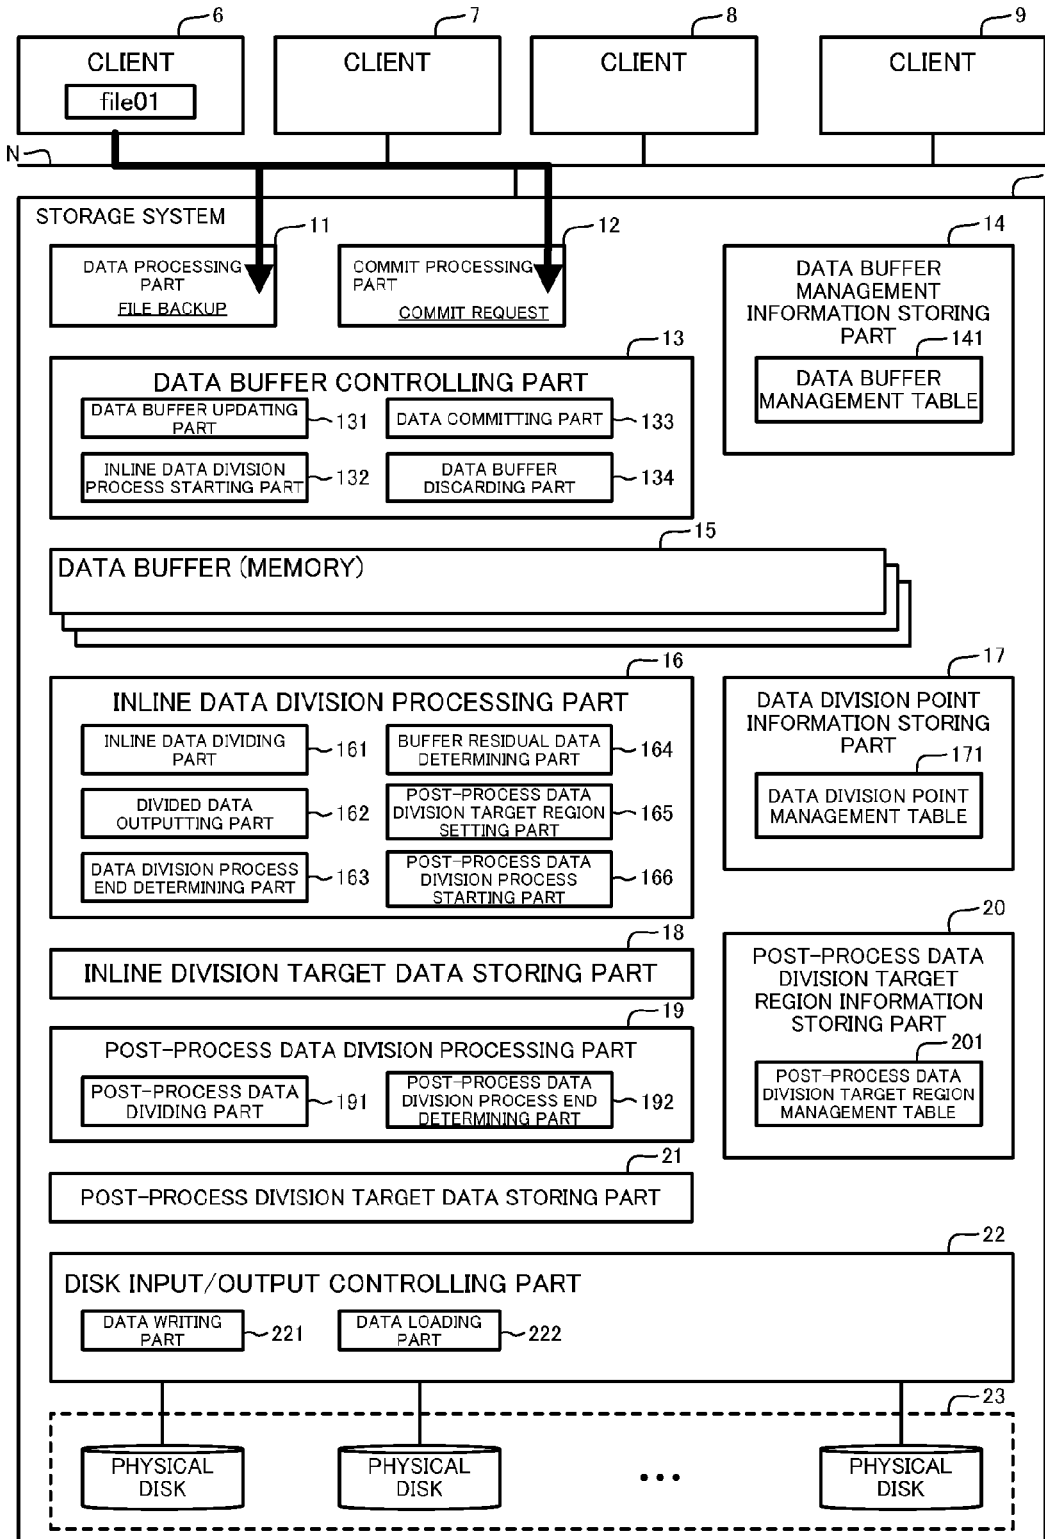 6
7
8
9
CLIENT
CLIENT
CLIENT
CLIENT
file01
N
STORAGE SYSTEM
11
12
14
DATA PROCESSING
PART
FILE BACKUP
COMMIT PROCESSING
PART
COMMIT REQUEST
DATA BUFFER
MANAGEMENT
INFORMATION STORING
PART
141
DATA BUFFER
MANAGEMENT TABLE
13
DATA BUFFER CONTROLLING PART
DATA BUFFER UPDATING
PART
131
DATA COMMITTING PART
133
INLINE DATA DIVISION
PROCESS STARTING PART
132
DATA BUFFER
DISCARDING PART
134
15
DATA BUFFER (MEMORY)
16
INLINE DATA DIVISION PROCESSING PART
INLINE DATA DIVIDING
PART
161
BUFFER RESIDUAL DATA
DETERMINING PART
164
DIVIDED DATA
OUTPUTTING PART
162
POST-PROCESS DATA
DIVISION TARGET REGION
SETTING PART
165
DATA DIVISION PROCESS
END DETERMINING PART
163
POST-PROCESS DATA
DIVISION PROCESS
STARTING PART
166
17
DATA DIVISION POINT
INFORMATION STORING
PART
171
DATA DIVISION POINT
MANAGEMENT TABLE
18
INLINE DIVISION TARGET DATA STORING PART
19
POST-PROCESS DATA DIVISION PROCESSING PART
POST-PROCESS DATA
DIVIDING PART
191
POST-PROCESS DATA
DIVISION PROCESS END
DETERMINING PART
192
20
POST-PROCESS DATA
DIVISION TARGET
REGION INFORMATION
STORING PART
201
POST-PROCESS DATA
DIVISION TARGET REGION
MANAGEMENT TABLE
21
POST-PROCESS DIVISION TARGET DATA STORING PART
22
DISK INPUT/OUTPUT CONTROLLING PART
DATA WRITING
PART
221
DATA LOADING
PART
222
23
PHYSICAL
DISK
PHYSICAL
DISK
•••
PHYSICAL
DISK